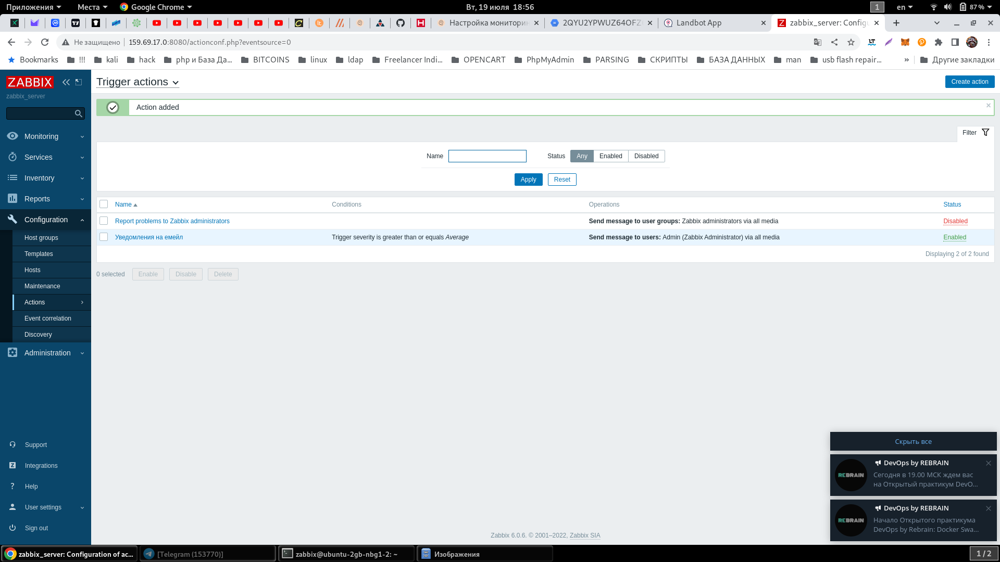 Приложения
Места
Google Chrome
Вт, 19 июля 18:56
1
en
87 %
Настройка мониторин
2QYU2YPWUZ64OFZ
Landbot App
zabbix_server: Configu
Не защищено
159.69.17.0:8080/actionconf.php?eventsource=0
Bookmarks
!!!
kali
hack
php и База Да...
BITCOINS
linux
ldap
Freelancer Indi...
OPENCART
PhpMyAdmin
PARSING
СКРИПТЫ
БАЗА ДАННЫХ
man
usb flash repair...
»
Другие закладки
ZABBIX
zabbix_server
Monitoring
Services
Inventory
Reports
Configuration
Host groups
Templates
Hosts
Maintenance
Actions
Event correlation
Discovery
Administration
Support
Integrations
Help
User settings
Sign out
Trigger actions
Create action
Action added
Filter
Name
Status Any Enabled Disabled
Apply Reset
Name Conditions Operations Status
Report problems to Zabbix administrators Send message to user groups: Zabbix administrators via all media Disabled
Уведомления на емейл Trigger severity is greater than or equals Average Send message to users: Admin (Zabbix Administrator) via all media Enabled
Displaying 2 of 2 found
0 selected Enable Disable Delete
Zabbix 6.0.6. © 2001–2022, Zabbix SIA
Скрыть все
DevOps by REBRAIN
REBRAIN
Сегодня в 19.00 МСК ждем вас
на Открытый практикум DevO...
DevOps by REBRAIN
REBRAIN
Начало Открытого практикума
DevOps by Rebrain: Docker Swa...
zabbix_server: Configuration of ac...
[Telegram (153770)]
zabbix@ubuntu-2gb-nbg1-2: ~
Изображения
1 / 2